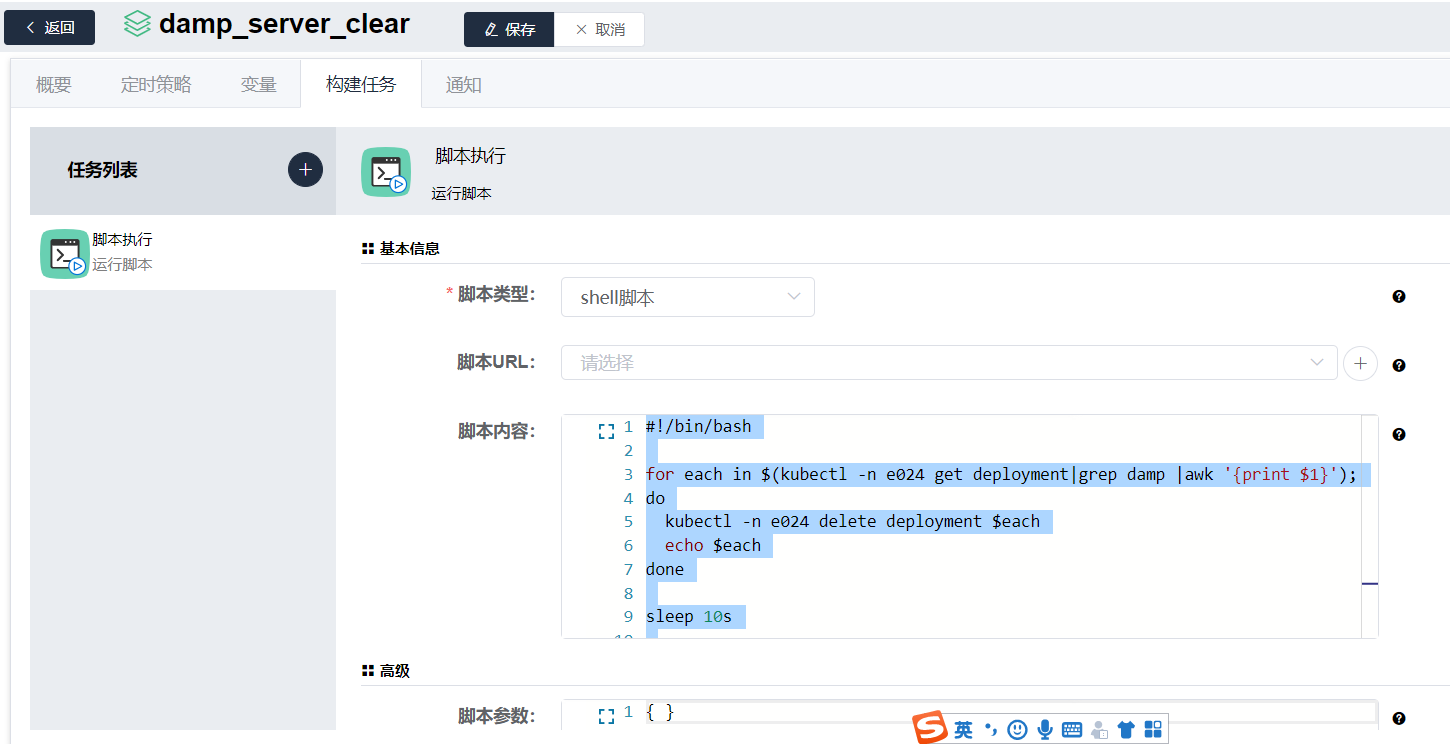 返回
damp_server_clear
保存
取消
概要
定时策略
变量
构建任务
通知
任务列表
脚本执行
运行脚本
脚本执行
运行脚本
基本信息
* 脚本类型:
shell脚本
脚本URL:
请选择
脚本内容:
1 #!/bin/bash
2
3 for each in $(kubectl -n e024 get deployment|grep damp |awk '{print $1}');
4 do
5 kubectl -n e024 delete deployment $each
6 echo $each
7 done
8
9 sleep 10s
10
高级
脚本参数:
1 { }
S英